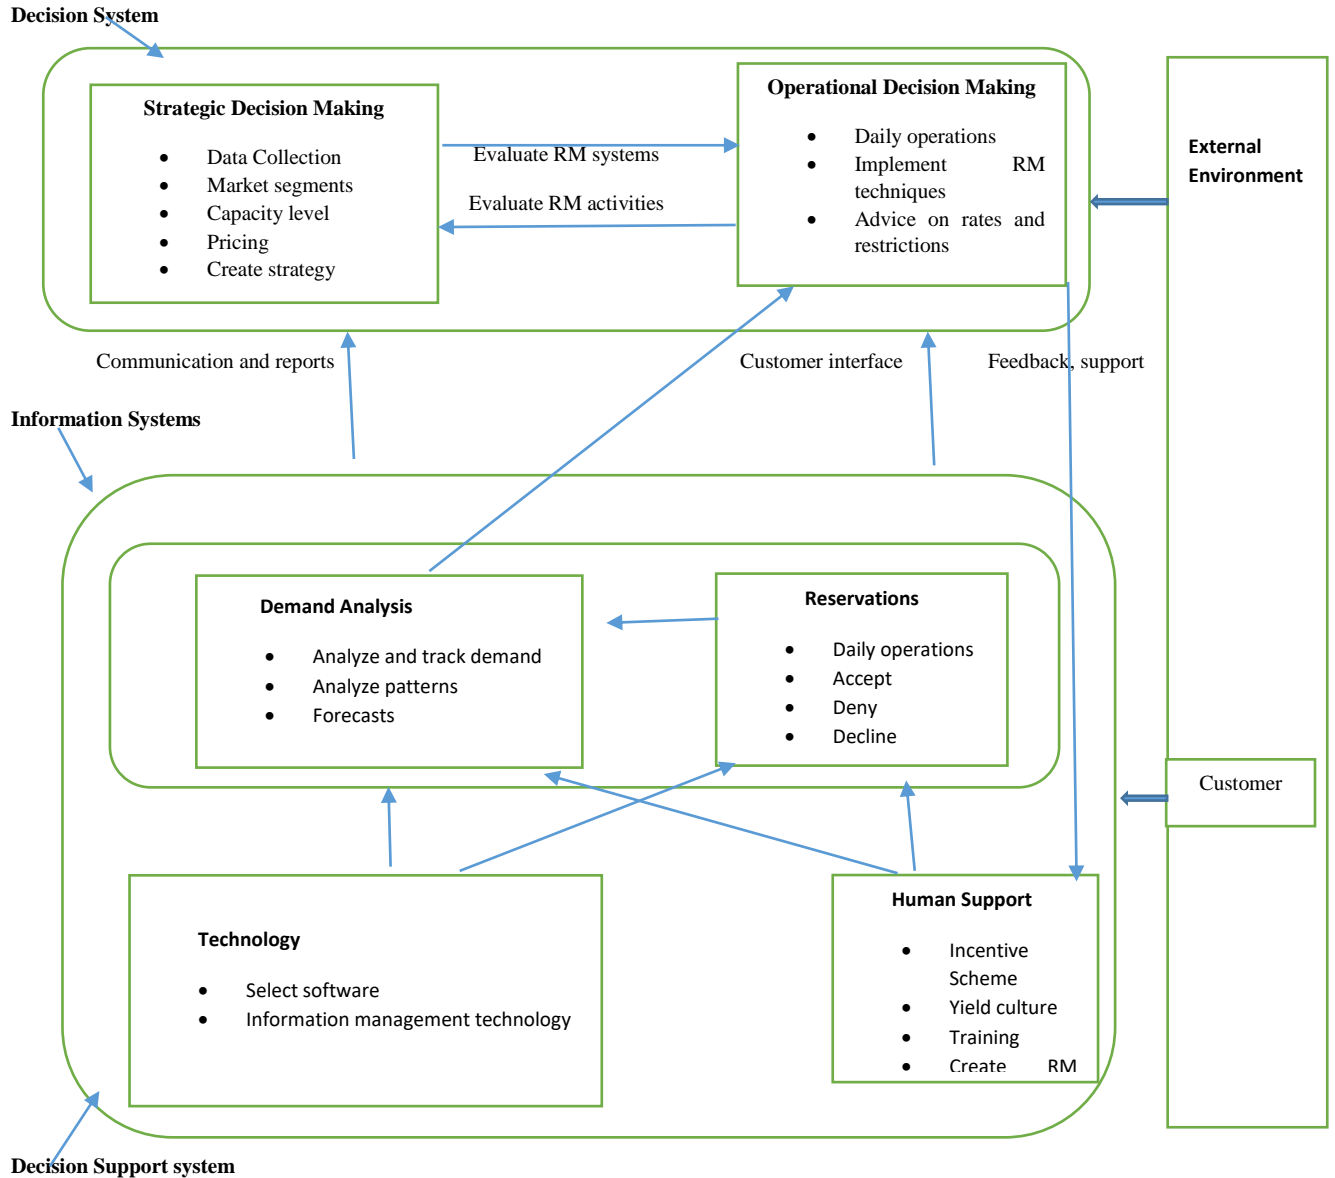 Decision System
Strategic Decision Making
• Data Collection
• Market segments
• Capacity level
• Pricing
• Create strategy
Evaluate RM systems
Evaluate RM activities
Operational Decision Making
• Daily operations
• Implement RM
techniques
• Advice on rates and
restrictions
External
Environment
Communication and reports
Customer interface
Feedback, support
Information Systems
Demand Analysis
• Analyze and track demand
• Analyze patterns
• Forecasts
Reservations
• Daily operations
• Accept
• Deny
• Decline
Customer
Technology
• Select software
• Information management technology
Human Support
• Incentive
Scheme
• Yield culture
• Training
• Create RM
Decision Support system